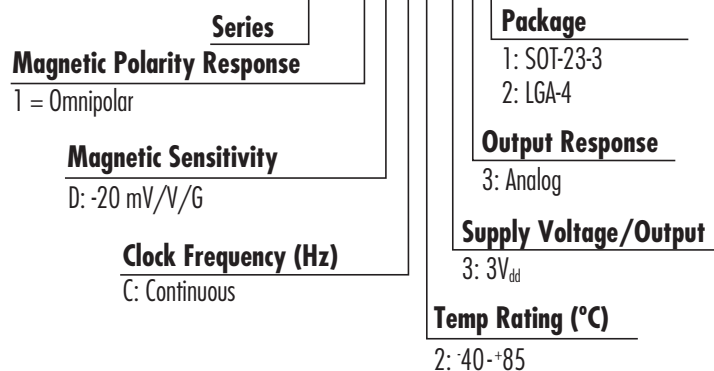 Series
Magnetic Polarity Response
1 = Omnipolar
Magnetic Sensitivity
D: -20 mV/V/G
Clock Frequency (Hz)
C: Continuous
Package
1: SOT-23-3
2: LGA-4
Output Response
3: Analog
Supply Voltage/Output
3: 3Vdd
Temp Rating (ºC)
2: -40-+85